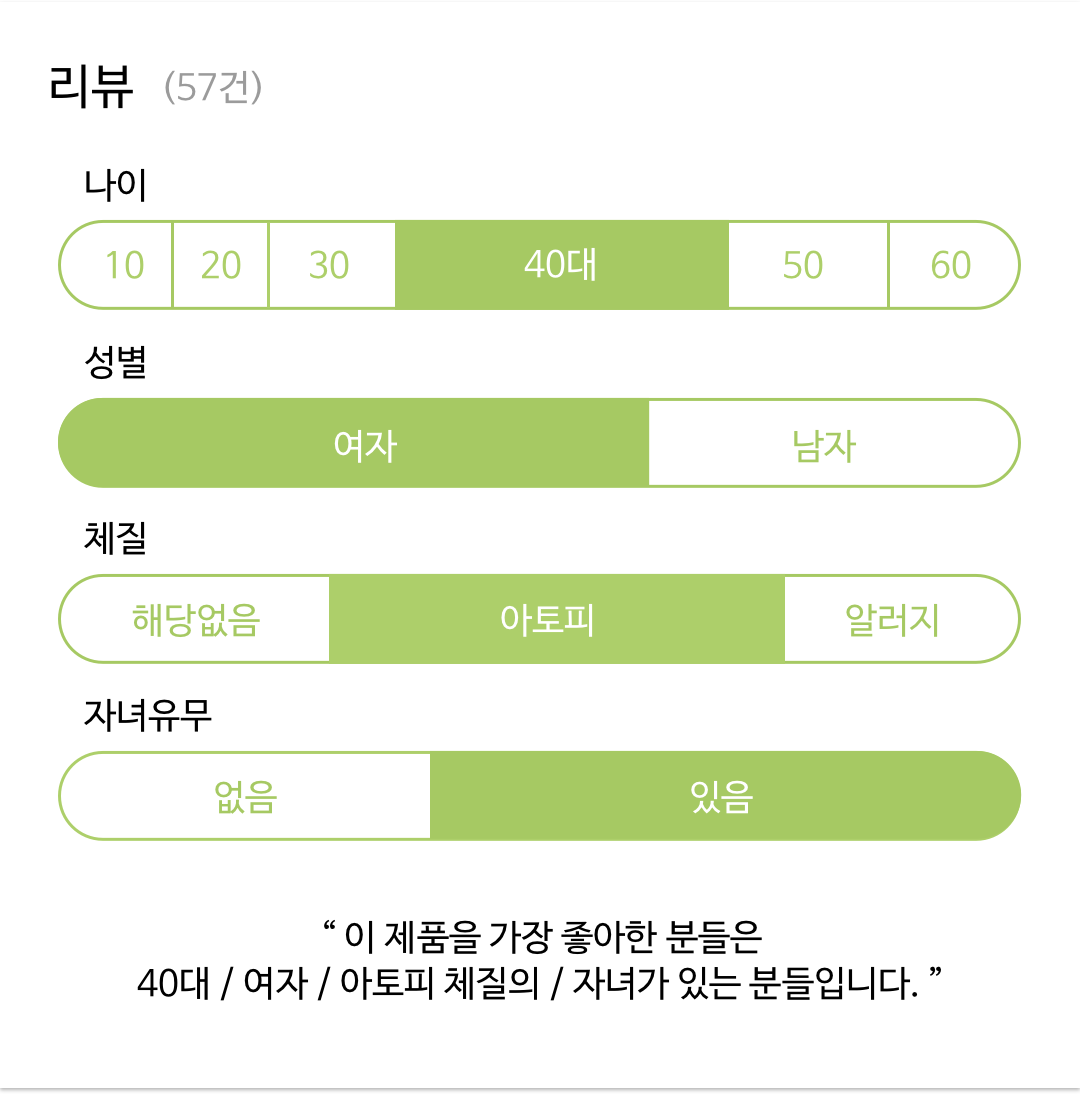 리뷰 (57건)
나이
10 20 30 40대 50 60
성별
여자 남자
체질
해당없음 아토피 알러지
자녀유무
없음 있음
“ 이 제품을 가장 좋아한 분들은
40대 / 여자 / 아토피 체질의 / 자녀가 있는 분들입니다. ”